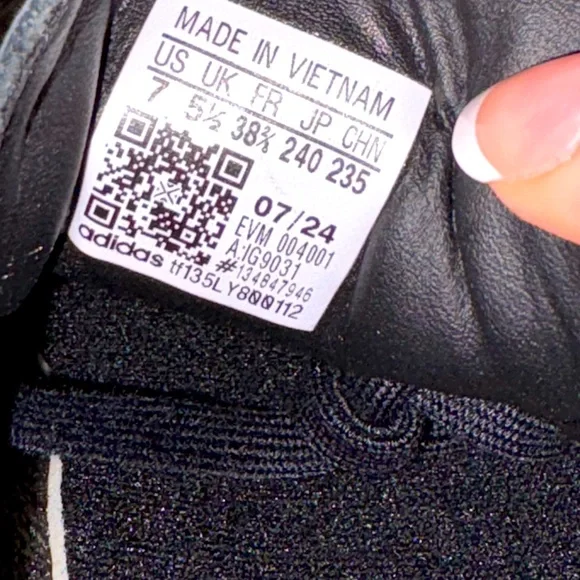 MADE IN VIETNAM
US UK FR JP CHN
7 5½ 38⅔ 240 235
07/24
EVM 004001
A:IG9031
#134847946
adidas tf135LY800112